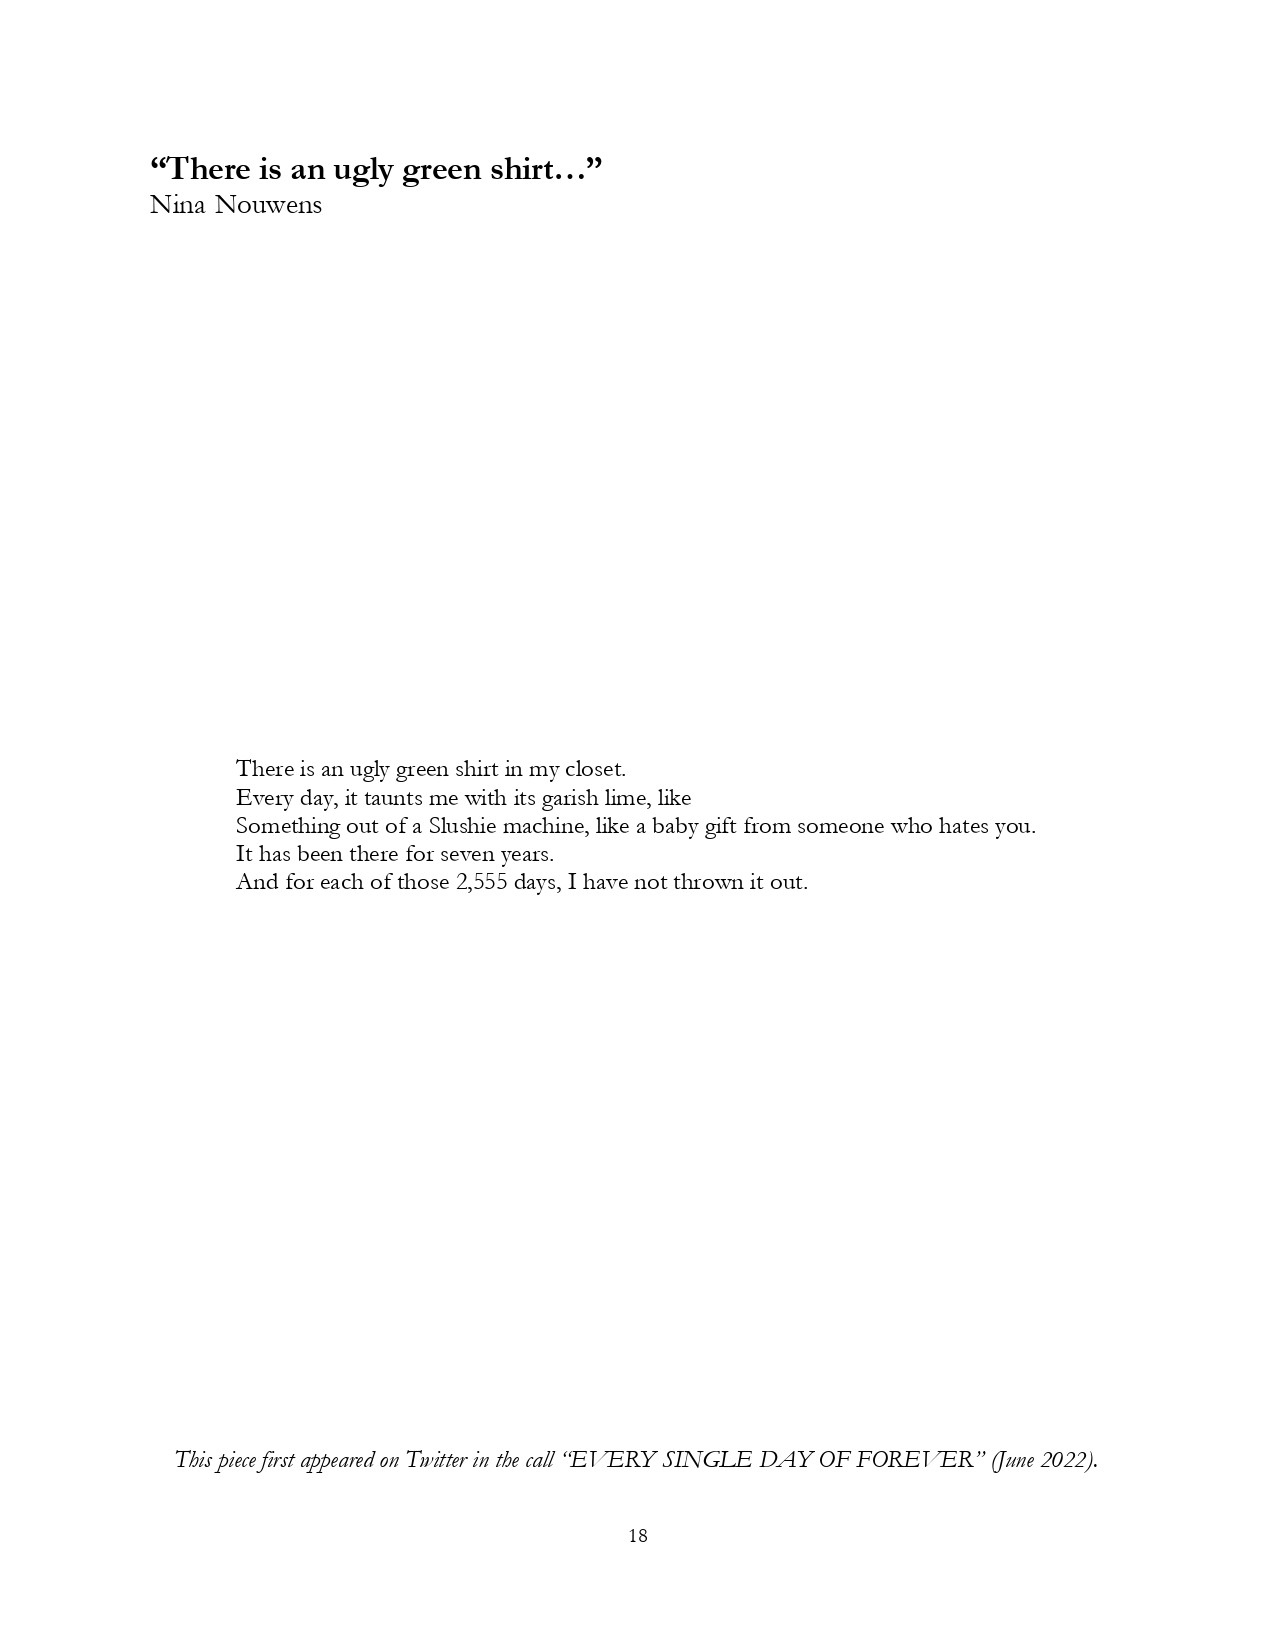 “There is an ugly green shirt…”
Nina Nouwens
There is an ugly green shirt in my closet.
Every day, it taunts me with its garish lime, like
Something out of a Slushie machine, like a baby gift from someone who hates you.
It has been there for seven years.
And for each of those 2,555 days, I have not thrown it out.
This piece first appeared on Twitter in the call “EVERY SINGLE DAY OF FOREVER” (June 2022).
18